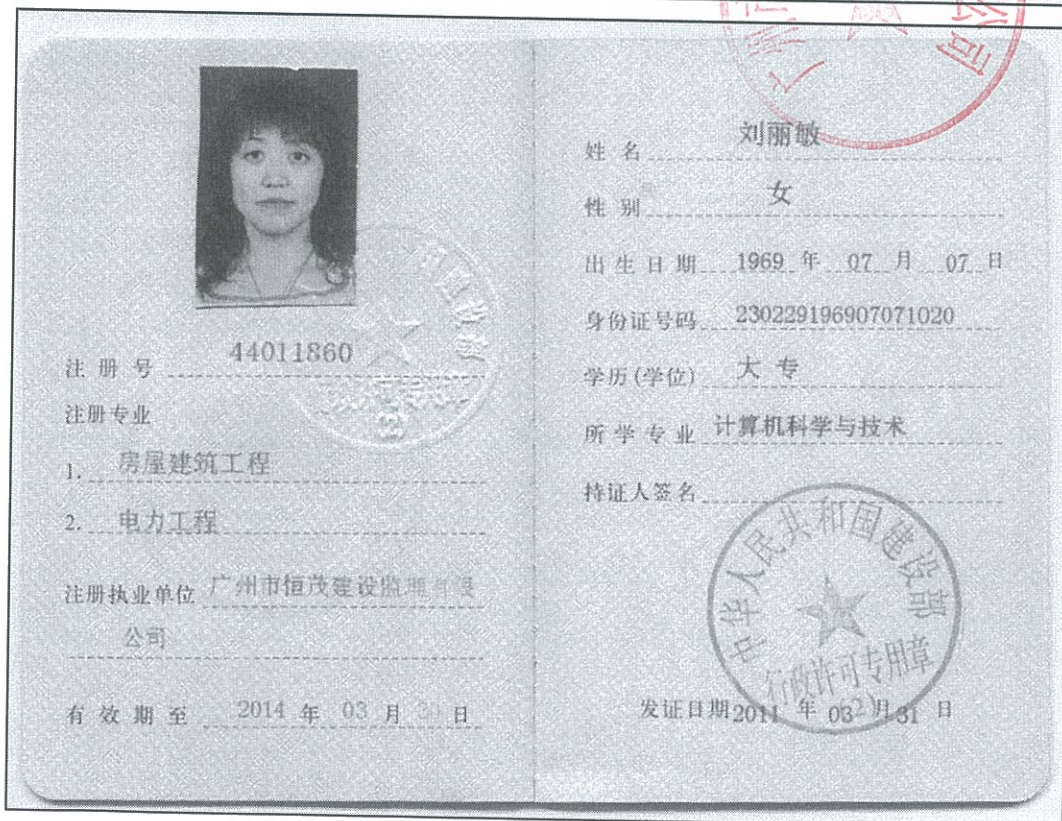 注 册 号 44011860
注册专业
1. 房屋建筑工程
2. 电力工程
注册执业单位 广州市恒茂建设监理有限
公司
有 效 期 至 2014 年 03 月 30 日
姓 名 刘丽敏
性 别 女
出 生 日 期 1969 年 07 月 07 日
身份证号码 230229196907071020
学历(学位) 大 专
所 学 专 业 计算机科学与技术
持证人签名
中华人民共和国建设部
行政许可专用章
(2)
发证日期 2011 年 03 月 31 日
公司